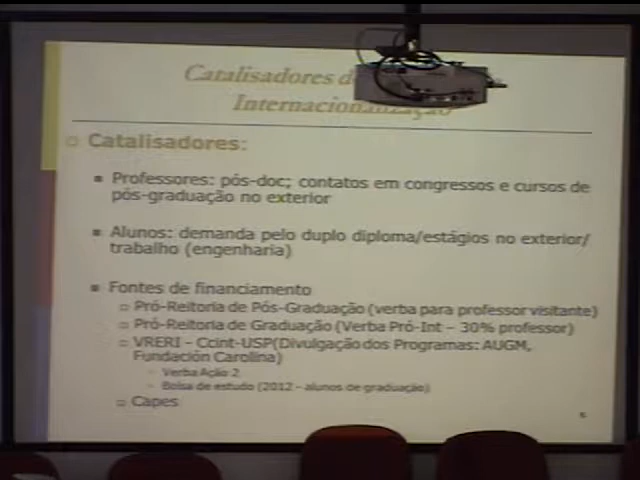 Catalisadores d
Internacionalização
Catalisadores:
Professores: pós-doc; contatos em congressos e cursos de
pós-graduação no exterior
Alunos: demanda pelo duplo diploma/estágios no exterior/
trabalho (engenharia)
Fontes de financiamento
Pró-Reitoria de Pós-Graduação (verba para professor visitante)
Pró-Reitoria de Graduação (Verba Pró-Int – 30% professor)
VRERI – Ccint-USP(Divulgação dos Programas: AUGM,
Fundación Carolina)
Verba Ação 2
Bolsa de estudo (2012 - alunos de graduação)
Capes